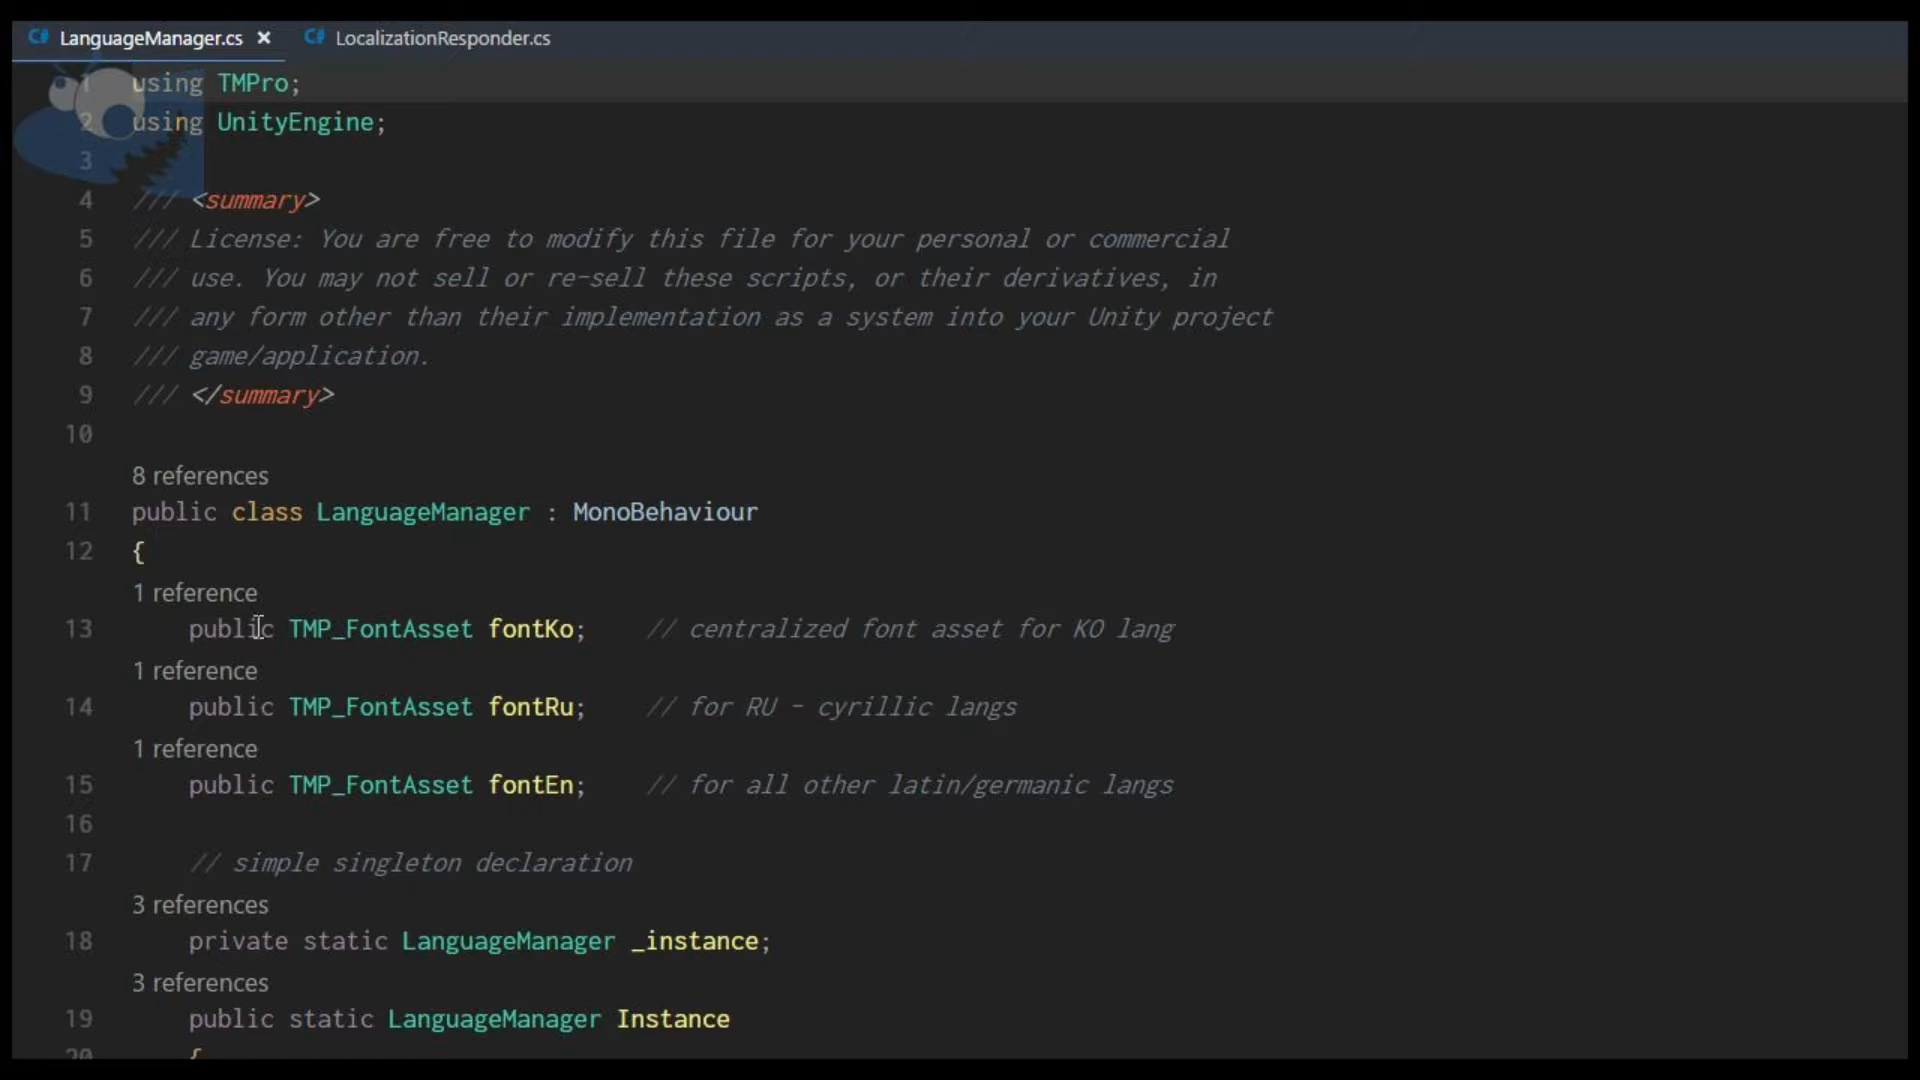 LanguageManager.cs × LocalizationResponder.cs
1 using TMPro;
2 using UnityEngine;
3
4 /// <summary>
5 /// License: You are free to modify this file for your personal or commercial
6 /// use. You may not sell or re-sell these scripts, or their derivatives, in
7 /// any form other than their implementation as a system into your Unity project
8 /// game/application.
9 /// </summary>
10
8 references
11 public class LanguageManager : MonoBehaviour
12 {
1 reference
13 public TMP_FontAsset fontKo; // centralized font asset for KO lang
1 reference
14 public TMP_FontAsset fontRu; // for RU - cyrillic langs
1 reference
15 public TMP_FontAsset fontEn; // for all other latin/germanic langs
16
17 // simple singleton declaration
3 references
18 private static LanguageManager _instance;
3 references
19 public static LanguageManager Instance
20 {